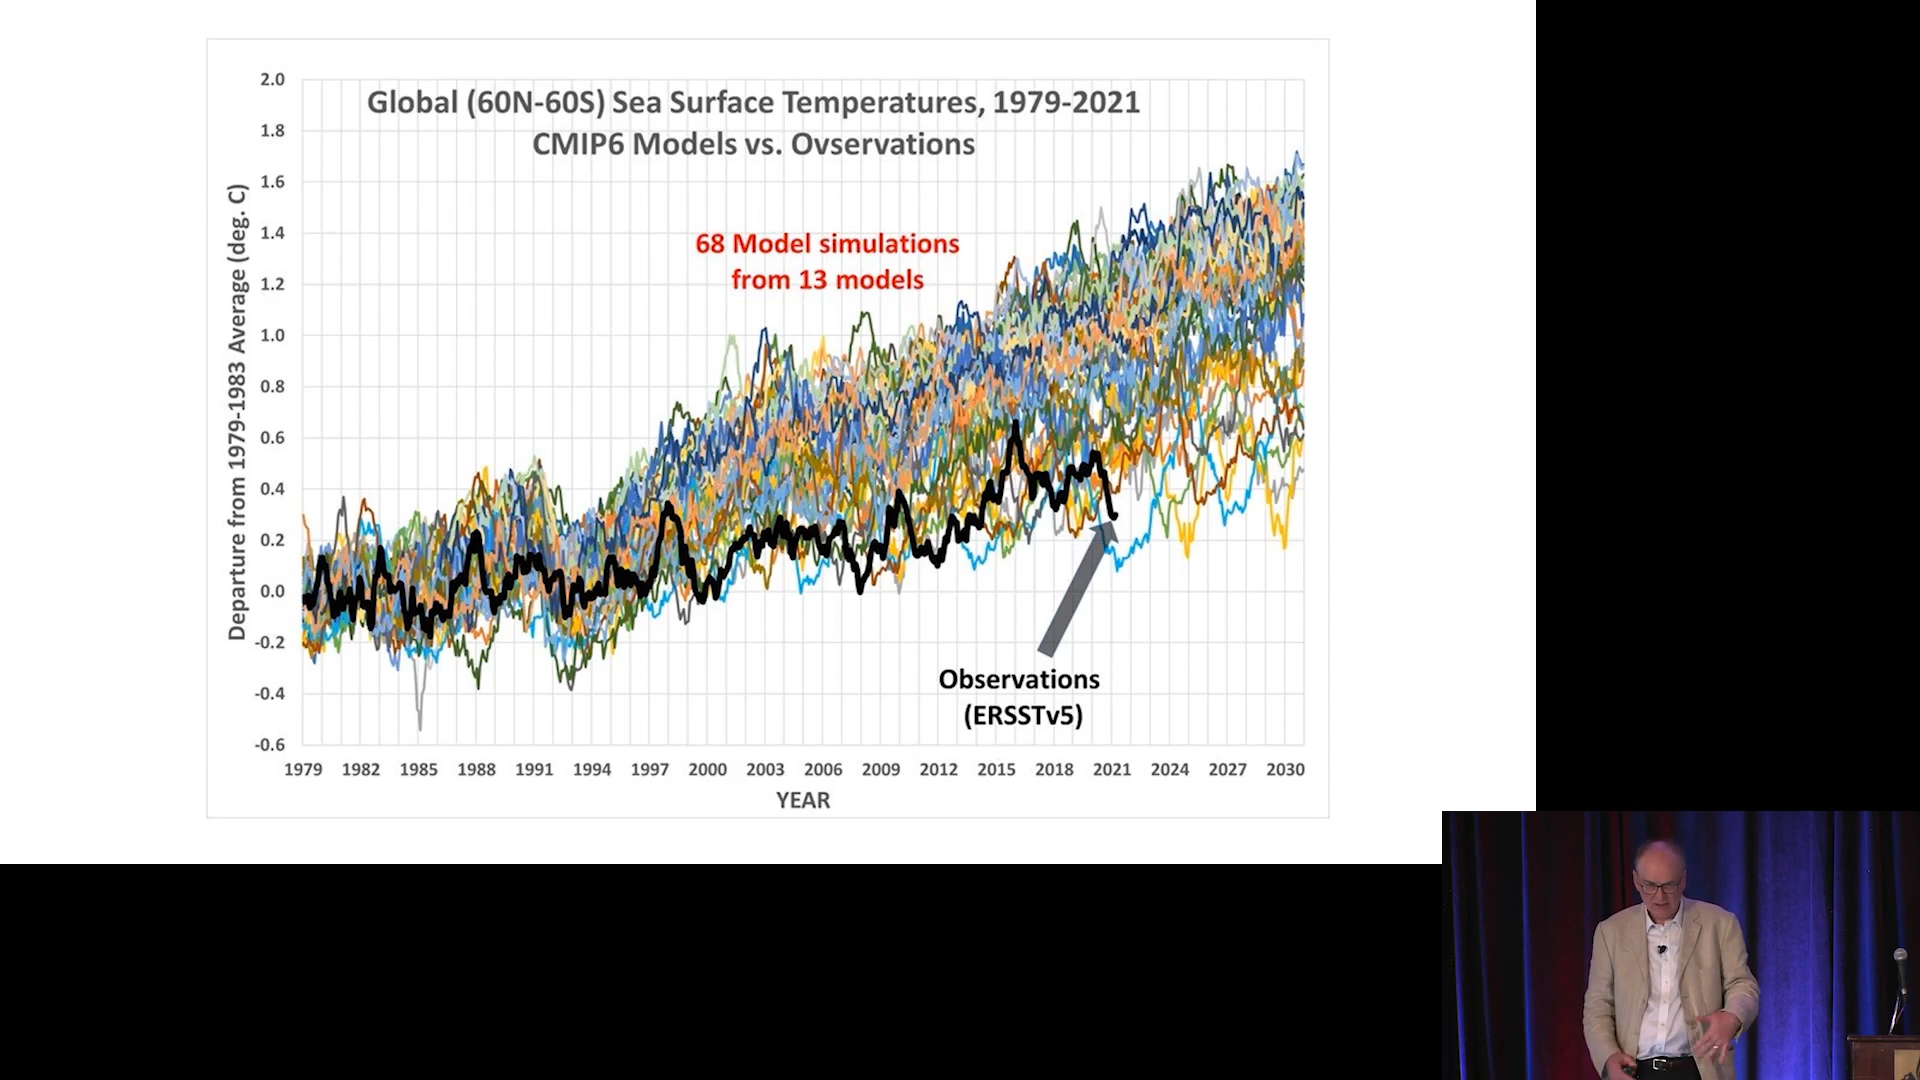 Global (60N-60S) Sea Surface Temperatures, 1979-2021
CMIP6 Models vs. Ovservations
68 Model simulations
from 13 models
Departure from 1979-1983 Average (deg. C)
2.0
1.8
1.6
1.4
1.2
1.0
0.8
0.6
0.4
0.2
0.0
-0.2
-0.4
-0.6
Observations
(ERSSTv5)
1979 1982 1985 1988 1991 1994 1997 2000 2003 2006 2009 2012 2015 2018 2021 2024 2027 2030
YEAR